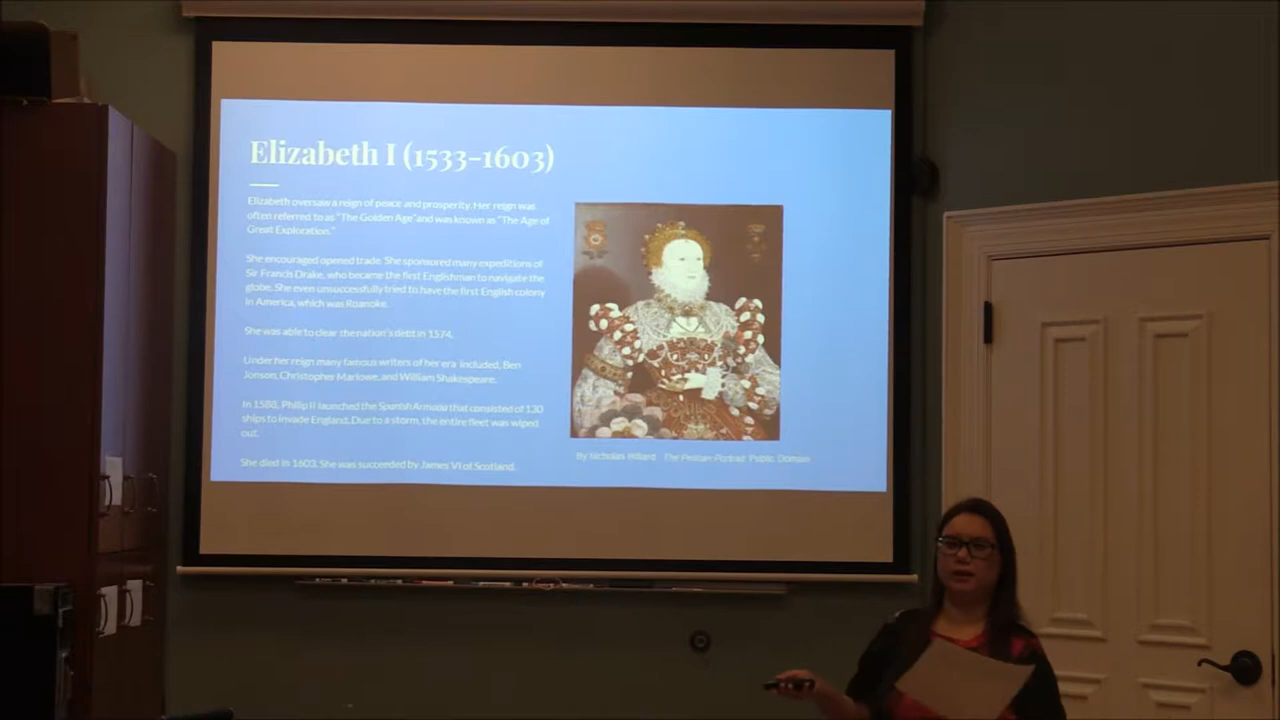 Elizabeth I (1533-1603)
Elizabeth oversaw a reign of peace and prosperity. Her reign was
often referred to as "The Golden Age" and was known as "The Age of
Great Exploration."
She encouraged opened trade. She sponsored many expeditions of
Sir Francis Drake, who became the first Englishman to navigate the
globe. She even unsuccessfully tried to have the first English colony
in America, which was Roanoke.
She was able to clear the nation's debt in 1574.
Under her reign many famous writers of her era included, Ben
Jonson, Christopher Marlowe, and William Shakespeare.
In 1588, Philip II launched the Spanish Armada that consisted of 130
ships to invade England. Due to a storm, the entire fleet was wiped
out.
She died in 1603. She was succeeded by James VI of Scotland.
By Nicholas Hillard The Pelican Portrait Public Domain